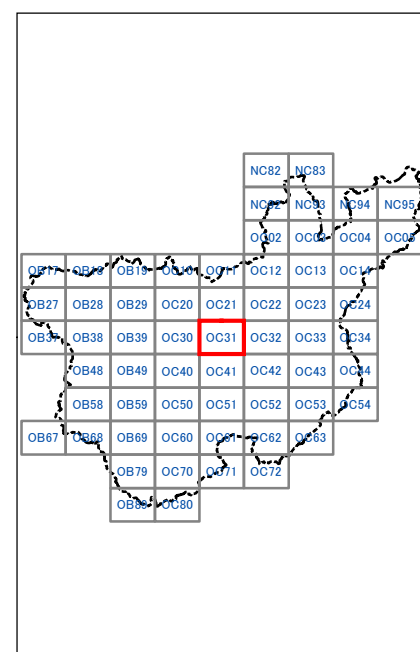 NC82 NC83
NC92 NC93 NC94 NC95
OC02 OC03 OC04 OC05
OB17 OB18 OB19 OC10 OC11 OC12 OC13 OC14
OB27 OB28 OB29 OC20 OC21 OC22 OC23 OC24
OB37 OB38 OB39 OC30 OC31 OC32 OC33 OC34
OB48 OB49 OC40 OC41 OC42 OC43 OC44
OB58 OB59 OC50 OC51 OC52 OC53 OC54
OB67 OB68 OB69 OC60 OC61 OC62 OC63
OB79 OC70 OC71 OC72
OB89 OC80